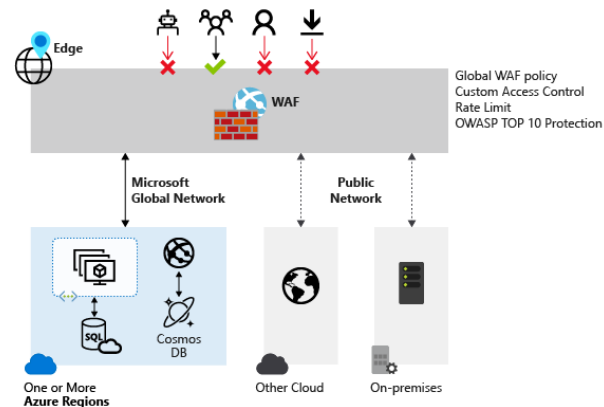 Edge
WAF
Global WAF policy
Custom Access Control
Rate Limit
OWASP TOP 10 Protection
Microsoft
Global Network
Public
Network
SQL
Cosmos
DB
One or More
Azure Regions
Other Cloud
On-premises